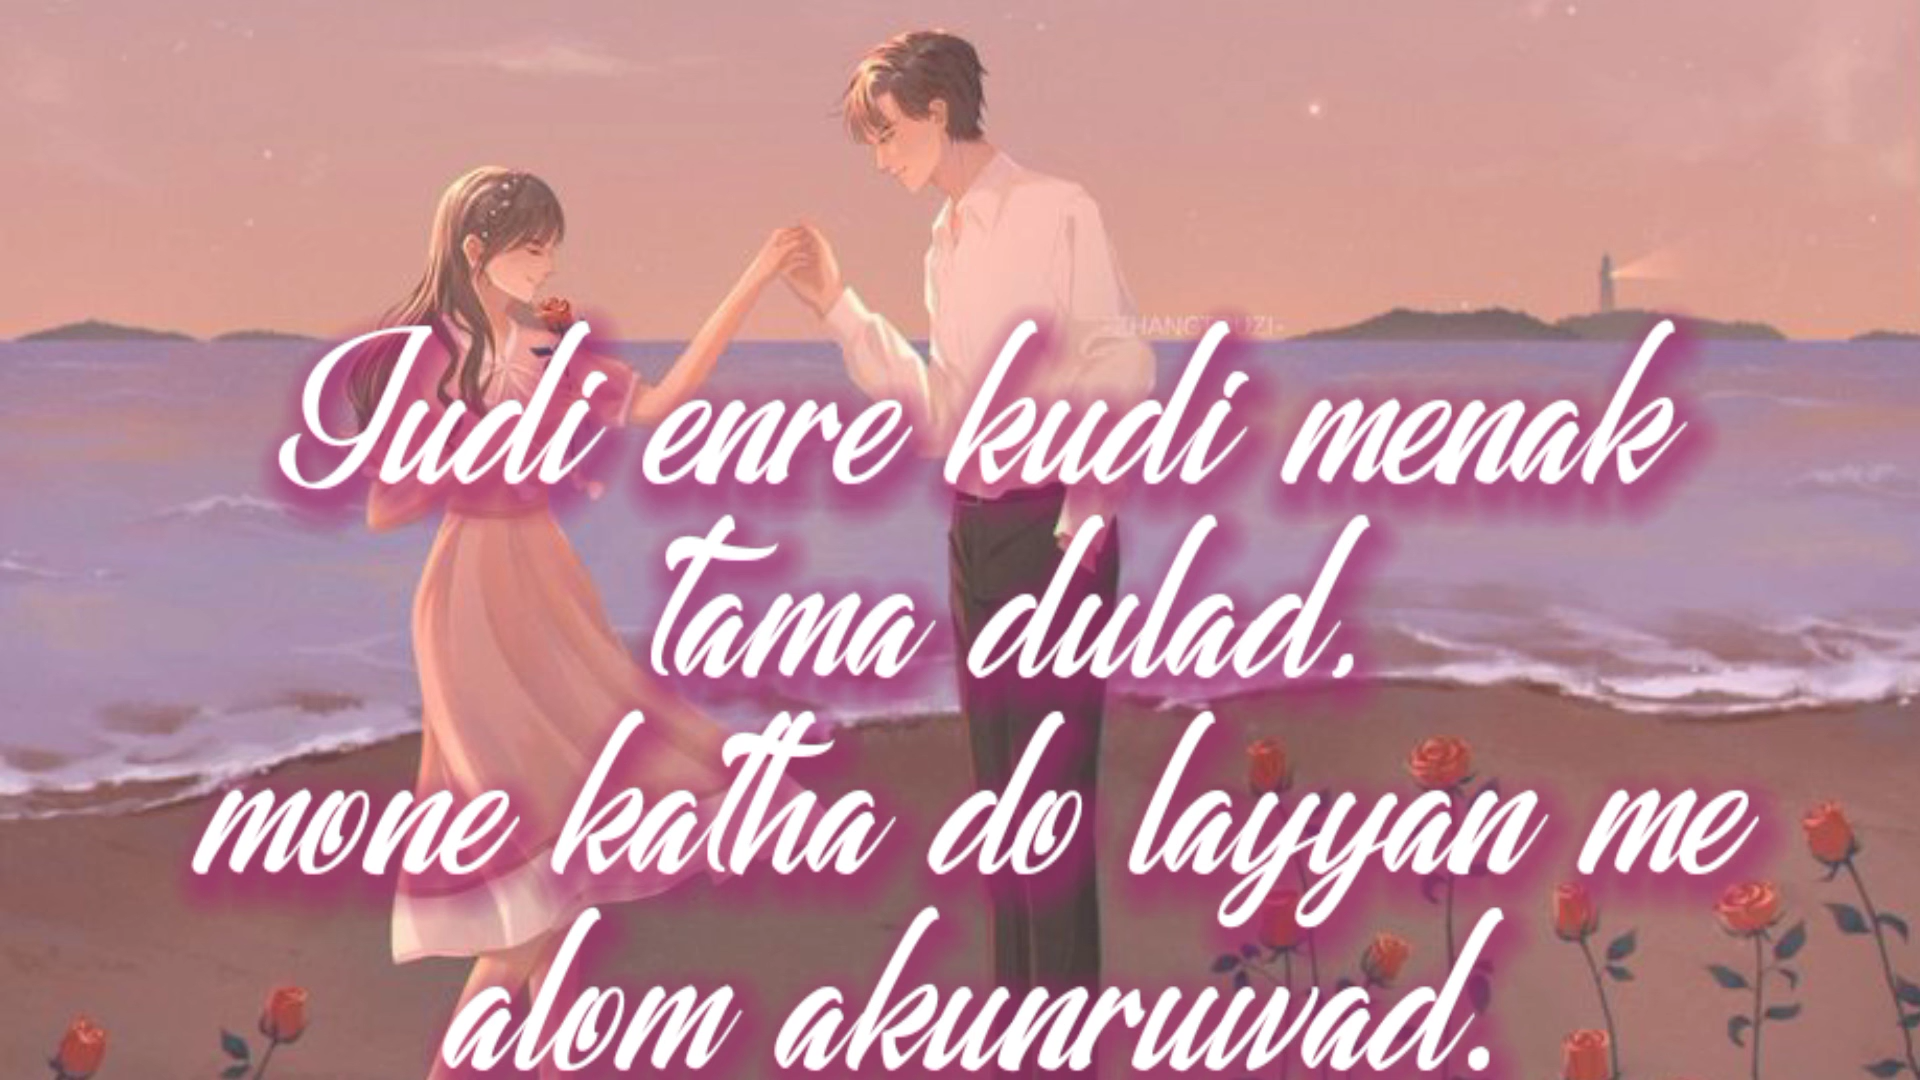 Judi enre kudi menak
tama dulad,
mone katha do layyan me
alom akunruwad.